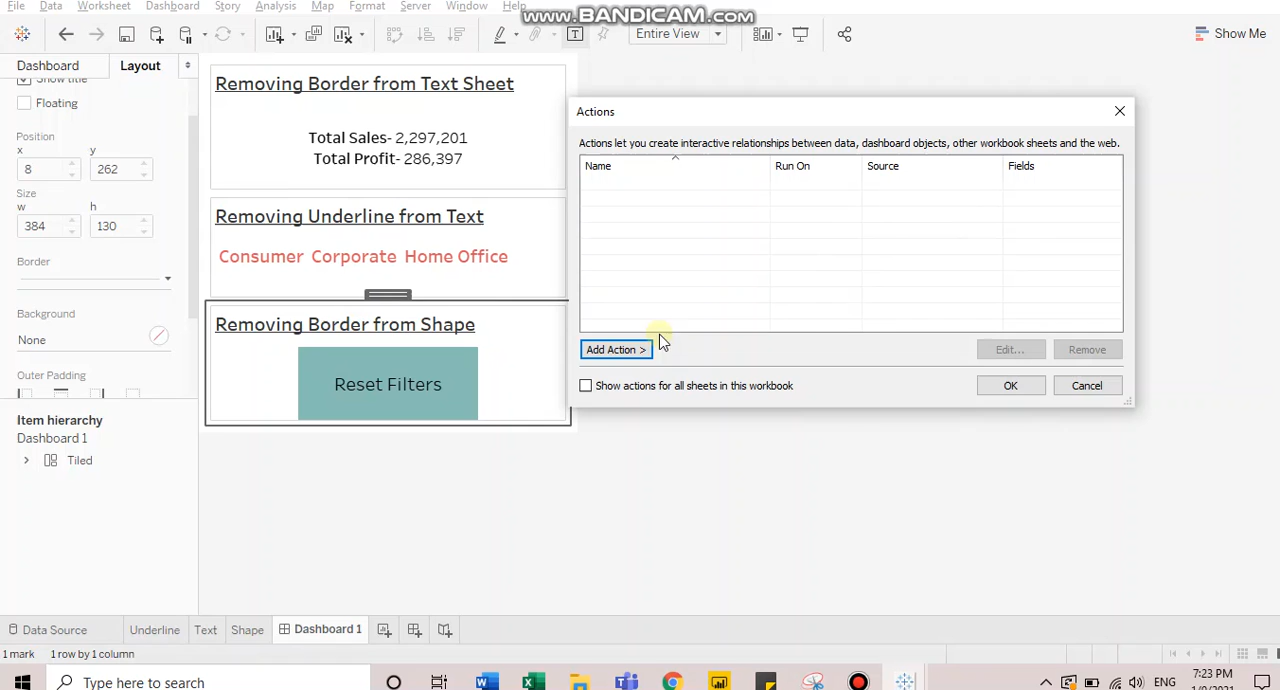 File Data Worksheet Dashboard Story Analysis Map Format Server Window Help
www.BANDICAM.com
Entire View
Show Me
Dashboard Layout
Show title
Floating
Position
x y
8 262
Size
w h
384 130
Border
Background
None
Outer Padding
Item hierarchy
Dashboard 1
Tiled
Removing Border from Text Sheet
Total Sales- 2,297,201
Total Profit- 286,397
Removing Underline from Text
Consumer Corporate Home Office
Removing Border from Shape
Reset Filters
Actions
Actions let you create interactive relationships between data, dashboard objects, other workbook sheets and the web.
Name Run On Source Fields
Add Action > Edit... Remove
Show actions for all sheets in this workbook OK Cancel
Data Source Underline Text Shape Dashboard 1
1 mark 1 row by 1 column
Type here to search
ENG
7:23 PM